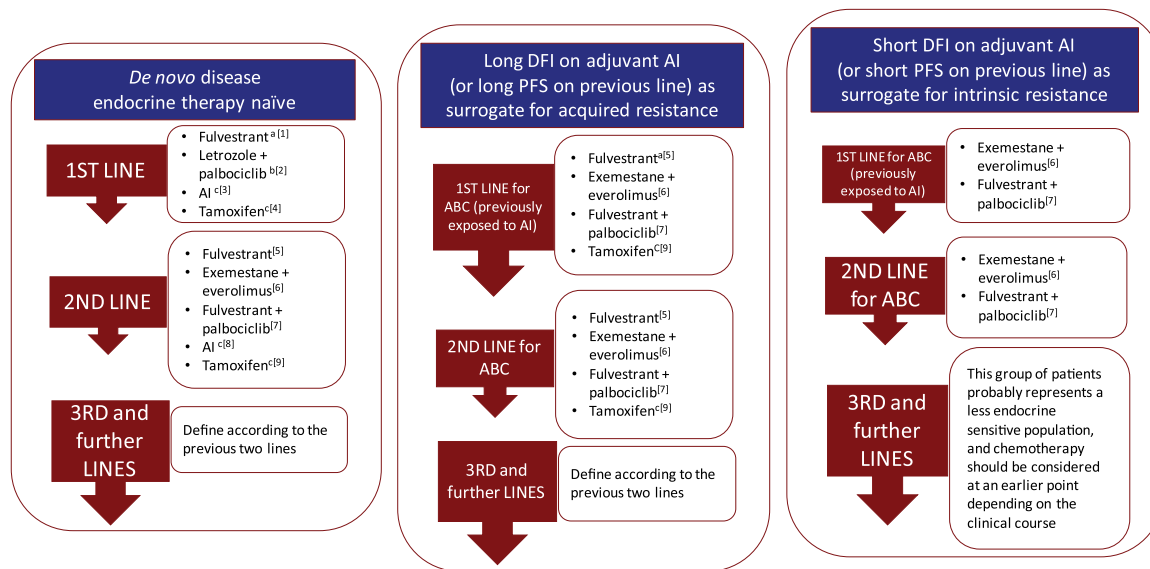 De novo disease
endocrine therapy naïve
1ST LINE
• Fulvestrant a [1]
• Letrozole +
palbociclib b[2]
• AI c[3]
• Tamoxifen c[4]
2ND LINE
• Fulvestrant[5]
• Exemestane +
everolimus[6]
• Fulvestrant +
palbociclib[7]
• AI c[8]
• Tamoxifen c[9]
3RD and
further
LINES
Define according to the
previous two lines
Long DFI on adjuvant AI
(or long PFS on previous line) as
surrogate for acquired resistance
1ST LINE for
ABC (previously
exposed to AI)
• Fulvestrant a[5]
• Exemestane +
everolimus[6]
• Fulvestrant +
palbociclib[7]
• Tamoxifen C[9]
2ND LINE for
ABC
• Fulvestrant[5]
• Exemestane +
everolimus[6]
• Fulvestrant +
palbociclib[7]
• Tamoxifen c[9]
3RD and
further LINES
Define according to the
previous two lines
Short DFI on adjuvant AI
(or short PFS on previous line) as
surrogate for intrinsic resistance
1ST LINE for ABC
(previously
exposed to AI)
• Exemestane +
everolimus[6]
• Fulvestrant +
palbociclib[7]
2ND LINE
for ABC
• Exemestane +
everolimus[6]
• Fulvestrant +
palbociclib[7]
3RD and
further
LINES
This group of patients
probably represents a
less endocrine
sensitive population,
and chemotherapy
should be considered
at an earlier point
depending on the
clinical course